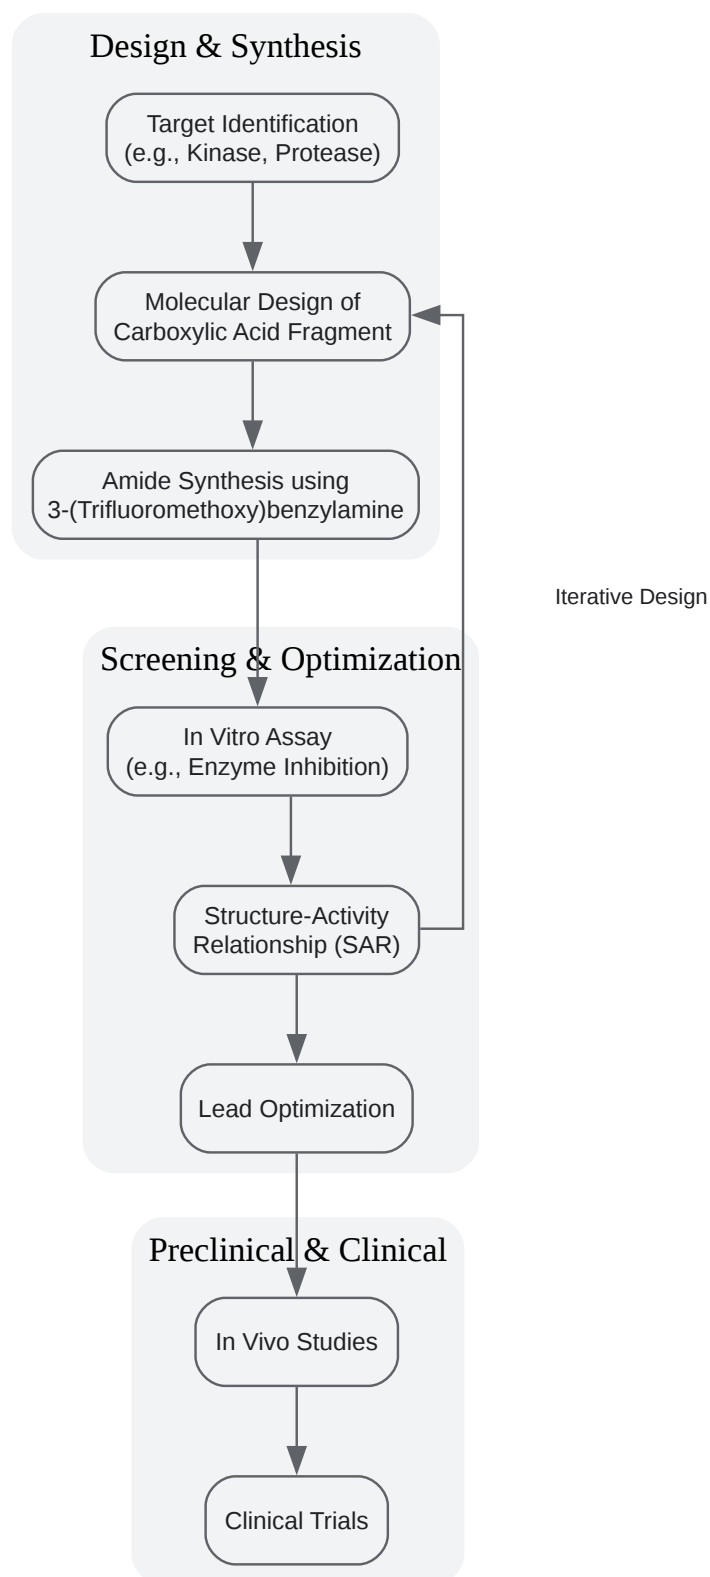 Design & Synthesis
Target Identification
(e.g., Kinase, Protease)
Molecular Design of
Carboxylic Acid Fragment
Amide Synthesis using
3-(Trifluoromethoxy)benzylamine
Iterative Design
Screening & Optimization
In Vitro Assay
(e.g., Enzyme Inhibition)
Structure-Activity
Relationship (SAR)
Lead Optimization
Preclinical & Clinical
In Vivo Studies
Clinical Trials